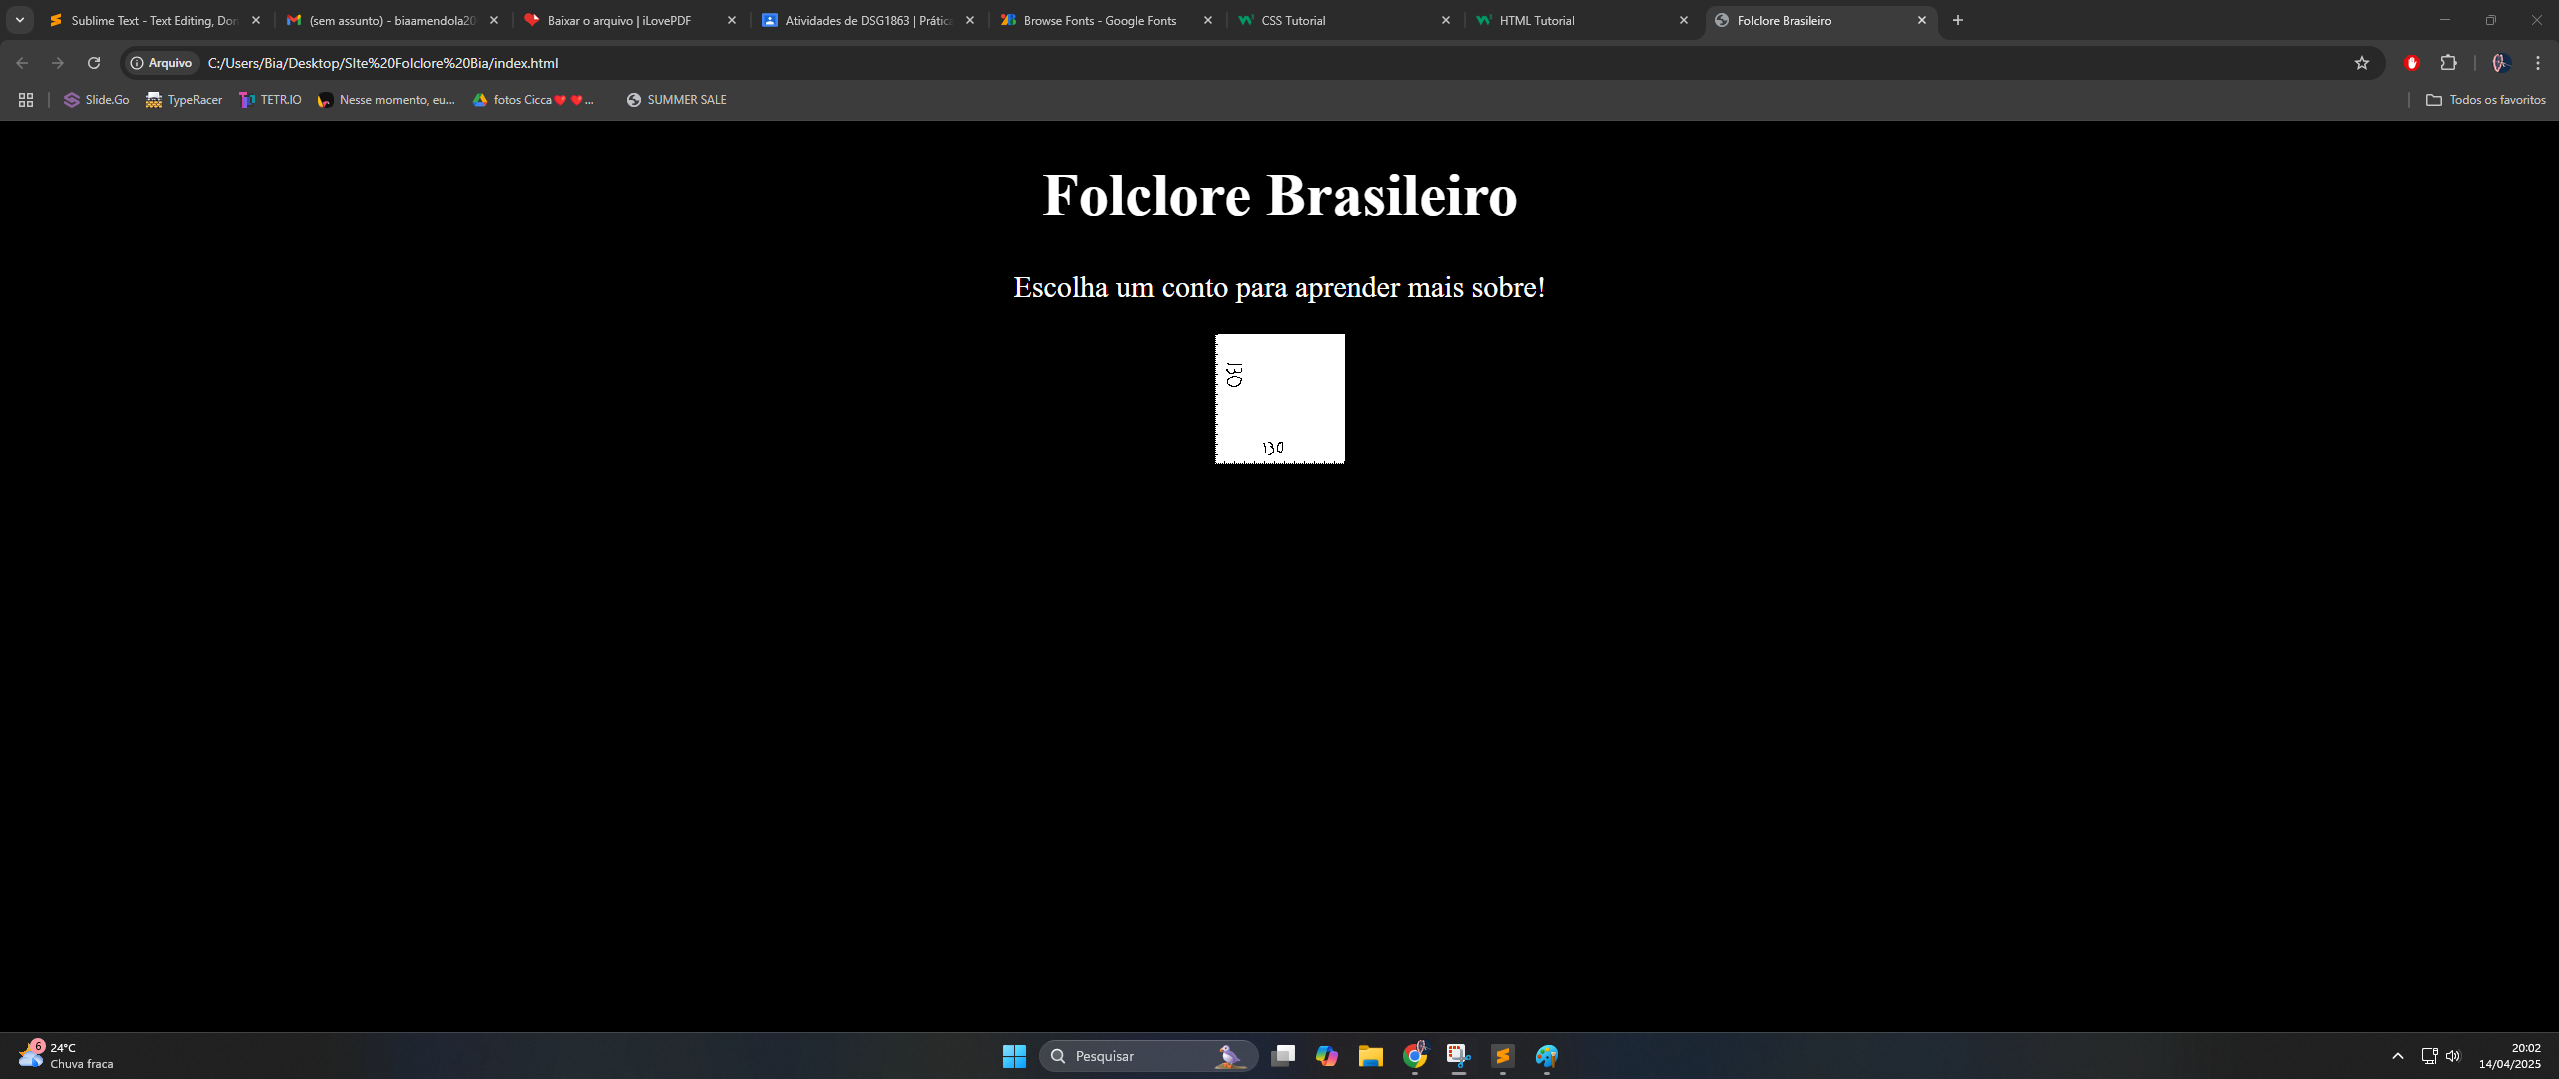 Sublime Text - Text Editing, Don
(sem assunto) - biaamendola20
Baixar o arquivo | iLovePDF
Atividades de DSG1863 | Prática
Browse Fonts - Google Fonts
CSS Tutorial
HTML Tutorial
Folclore Brasileiro
Arquivo
C:/Users/Bia/Desktop/SIte%20Folclore%20Bia/index.html
Slide.Go
TypeRacer
TETR.IO
Nesse momento, eu...
fotos Cicca❤️❤️...
SUMMER SALE
Todos os favoritos
Folclore Brasileiro
Escolha um conto para aprender mais sobre!
130
130
6
24°C
Chuva fraca
Pesquisar
20:02
14/04/2025